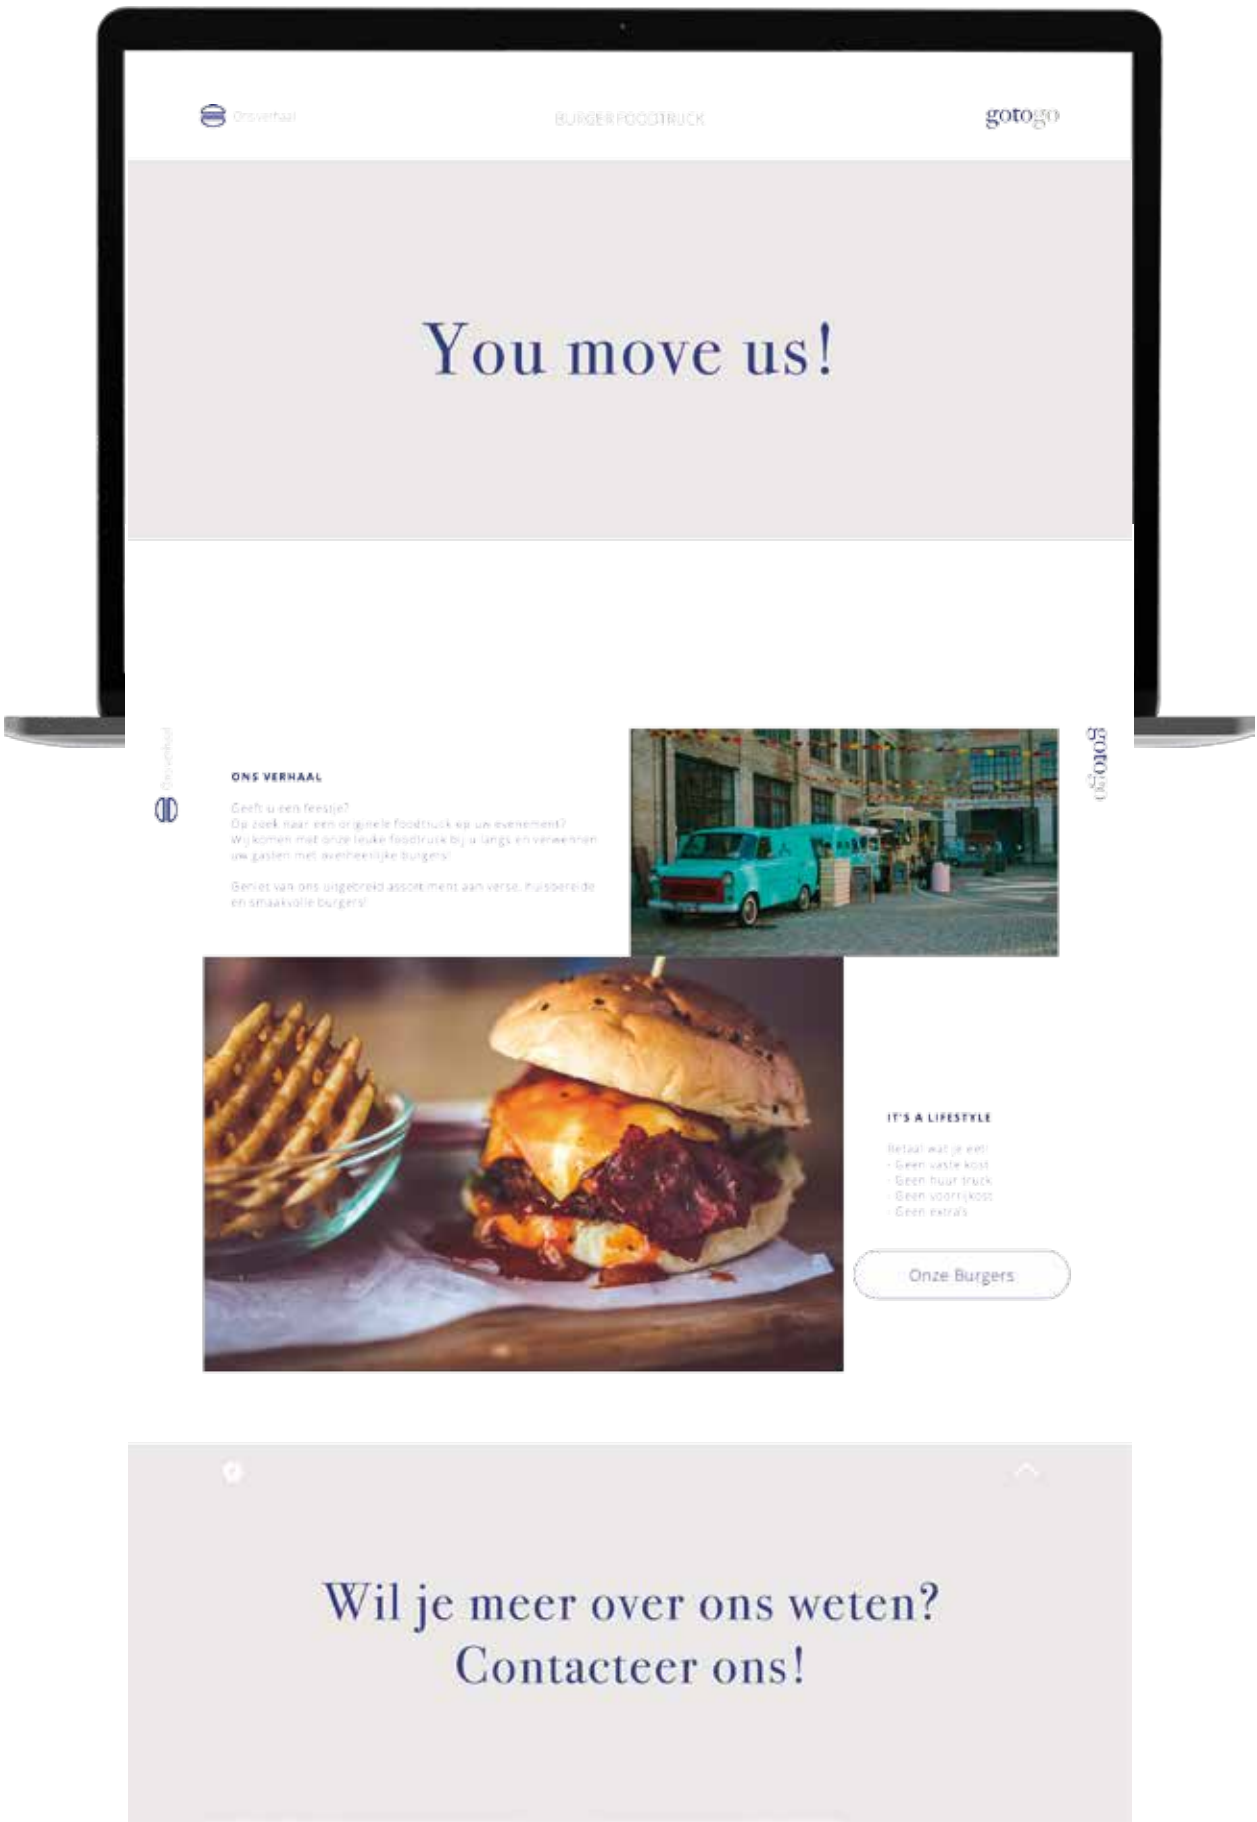 Ons verhaal
BURGER FOODTRUCK
gotogo
You move us!
Ons verhaal
gotogo
ONS VERHAAL
Geeft u een feestje?
Op zoek naar een originele foodtruck op uw evenement?
Wij komen met onze leuke foodtruck bij u langs en verwennen
uw gasten met overheerlijke burgers!
Geniet van ons uitgebreid assortiment aan verse, huisbereide
en smaakvolle burgers!
IT'S A LIFESTYLE
Betaal wat je eet!
- Geen vaste kost
- Geen huur truck
- Geen voorrijkost
- Geen extra's
Onze Burgers
Wil je meer over ons weten?
Contacteer ons!